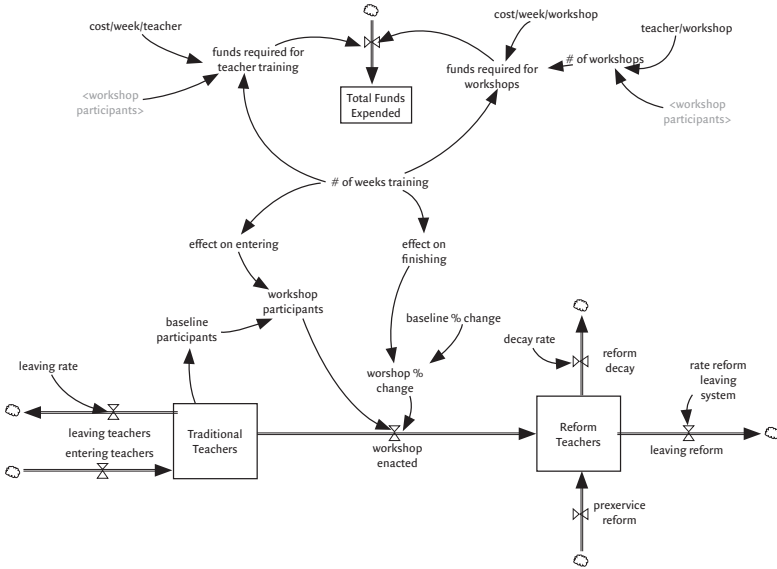 cost/week/teacher
funds required for
teacher training
<workshop
participants>
Total Funds
Expended
cost/week/workshop
funds required for
workshops
# of workshops
teacher/workshop
<workshop
participants>
# of weeks training
effect on entering
effect on
finishing
workshop
participants
baseline
participants
baseline % change
worshop %
change
leaving rate
leaving teachers
entering teachers
Traditional
Teachers
workshop
enacted
decay rate
reform
decay
Reform
Teachers
rate reform
leaving
system
leaving reform
prexervice
reform